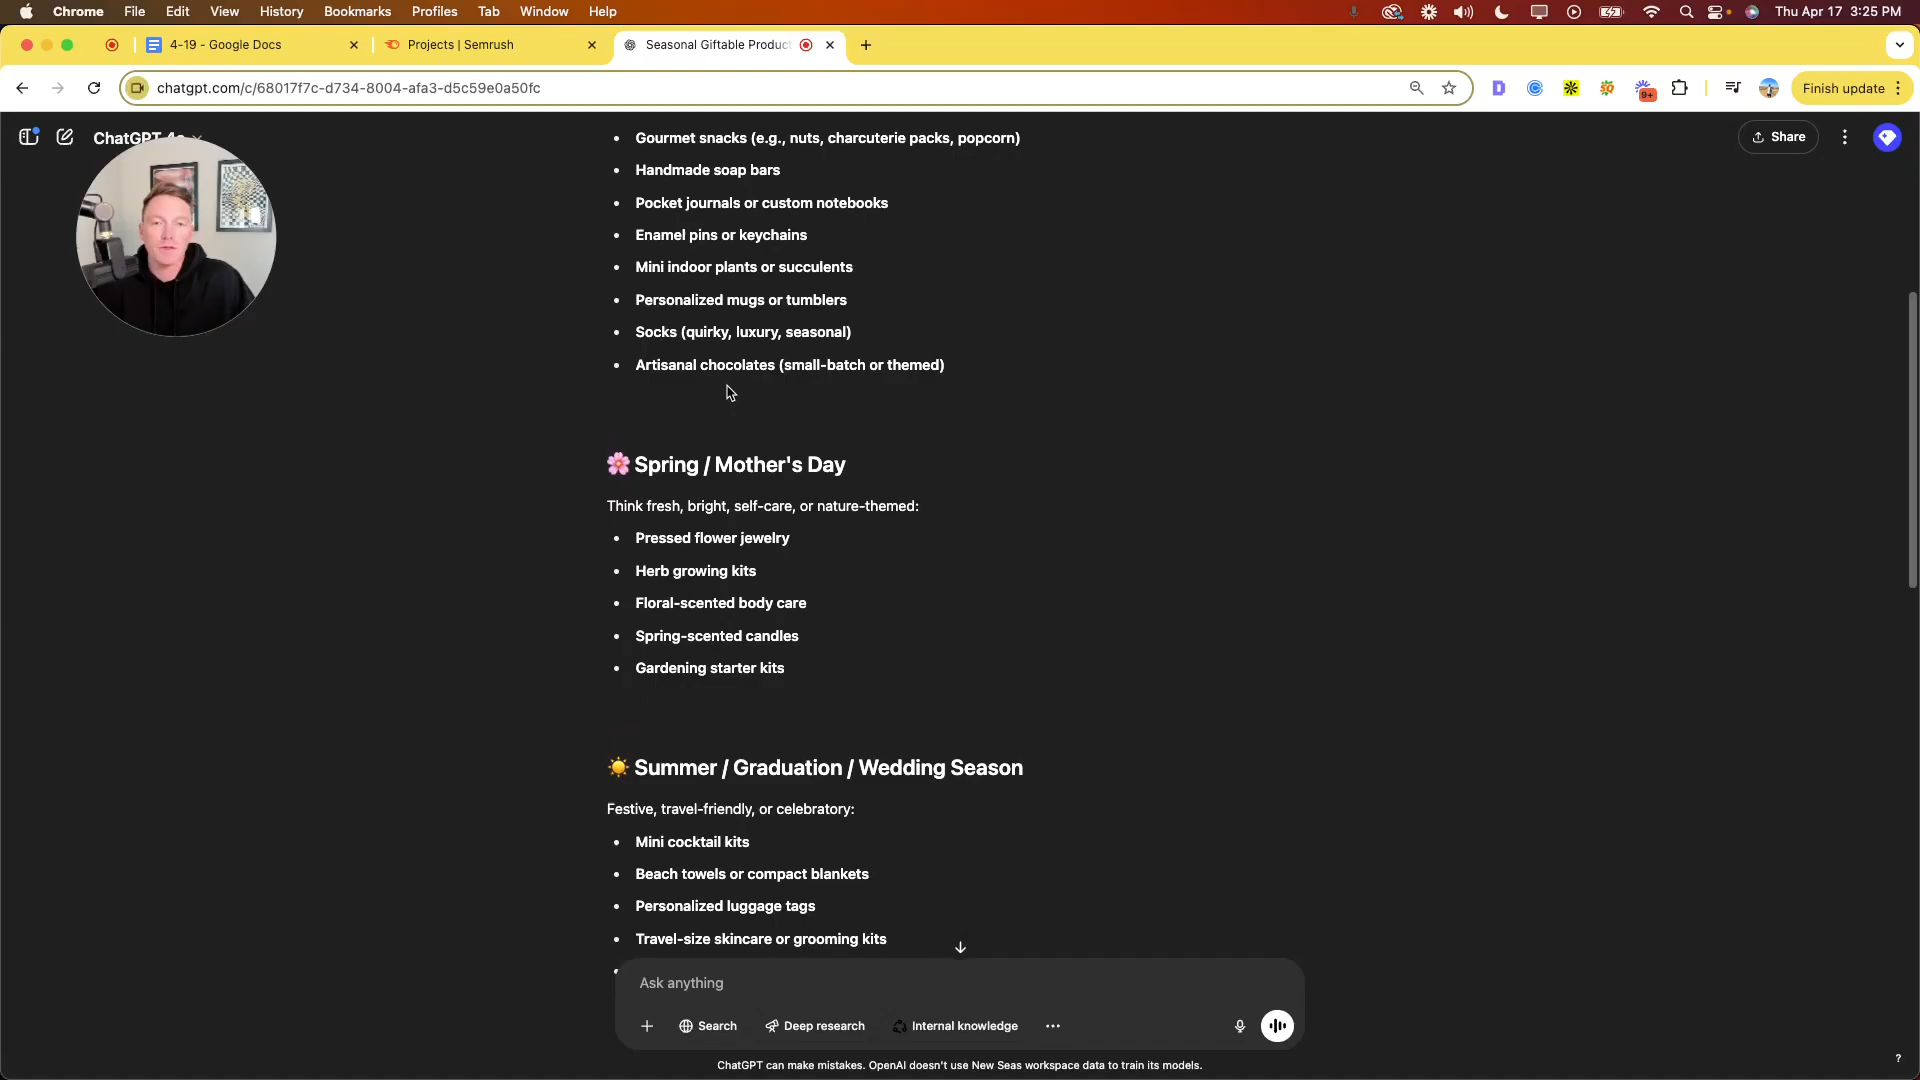 Chrome File Edit View History Bookmarks Profiles Tab Window Help Thu Apr 17 3:25 PM
4-19 - Google Docs Projects | Semrush Seasonal Giftable Product
chatgpt.com/c/68017f7c-d734-8004-afa3-d5c59e0a50fc 9+ Finish update
ChatGPT 4o Share
Gourmet snacks (e.g., nuts, charcuterie packs, popcorn)
Handmade soap bars
Pocket journals or custom notebooks
Enamel pins or keychains
Mini indoor plants or succulents
Personalized mugs or tumblers
Socks (quirky, luxury, seasonal)
Artisanal chocolates (small-batch or themed)
Spring / Mother's Day
Think fresh, bright, self-care, or nature-themed:
Pressed flower jewelry
Herb growing kits
Floral-scented body care
Spring-scented candles
Gardening starter kits
Summer / Graduation / Wedding Season
Festive, travel-friendly, or celebratory:
Mini cocktail kits
Beach towels or compact blankets
Personalized luggage tags
Travel-size skincare or grooming kits
Ask anything
Search Deep research Internal knowledge
ChatGPT can make mistakes. OpenAI doesn't use New Seas workspace data to train its models. ?